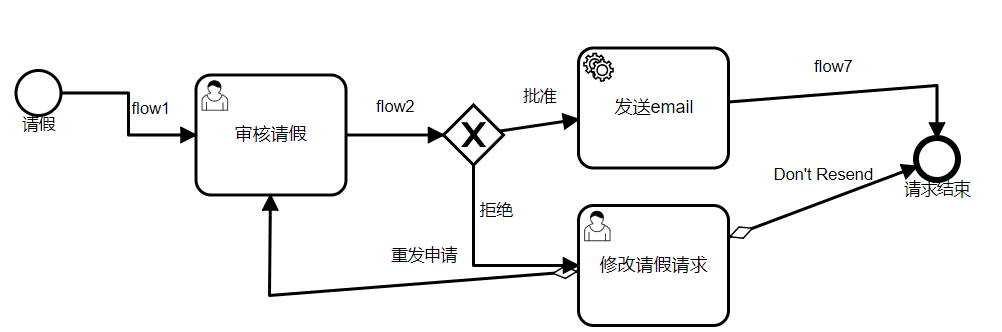 请假
flow1
审核请假
flow2
批准
发送email
flow7
请求结束
拒绝
重发申请
修改请假请求
Don't Resend